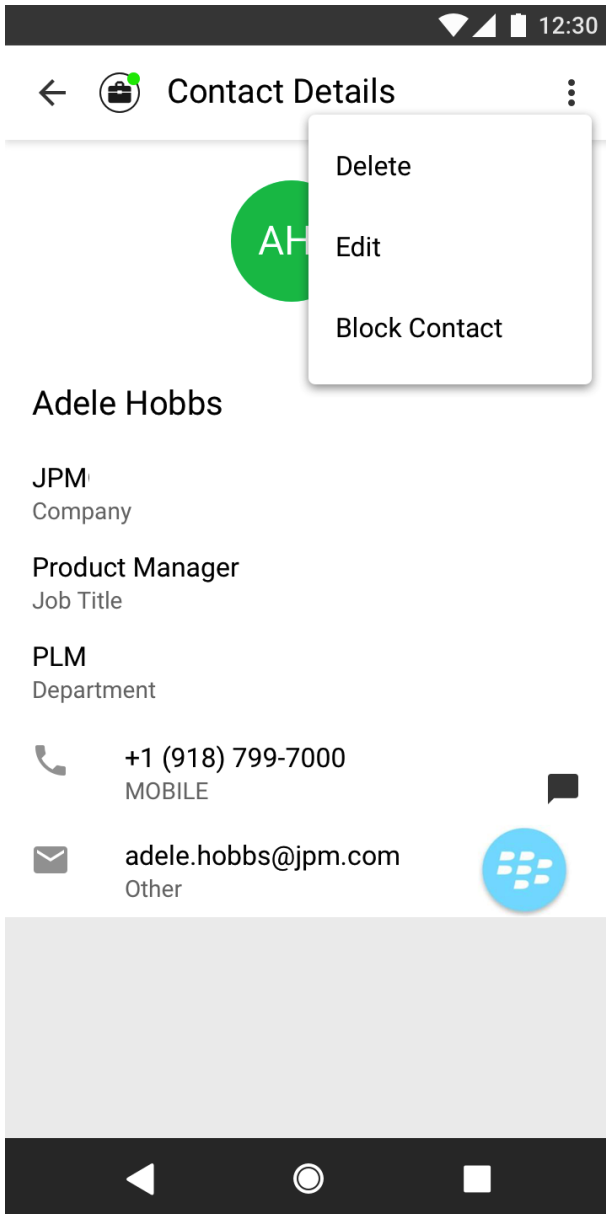 12:30
Contact Details
Delete
Edit
Block Contact
AH
Adele Hobbs
JPM
Company
Product Manager
Job Title
PLM
Department
+1 (918) 799-7000
MOBILE
adele.hobbs@jpm.com
Other